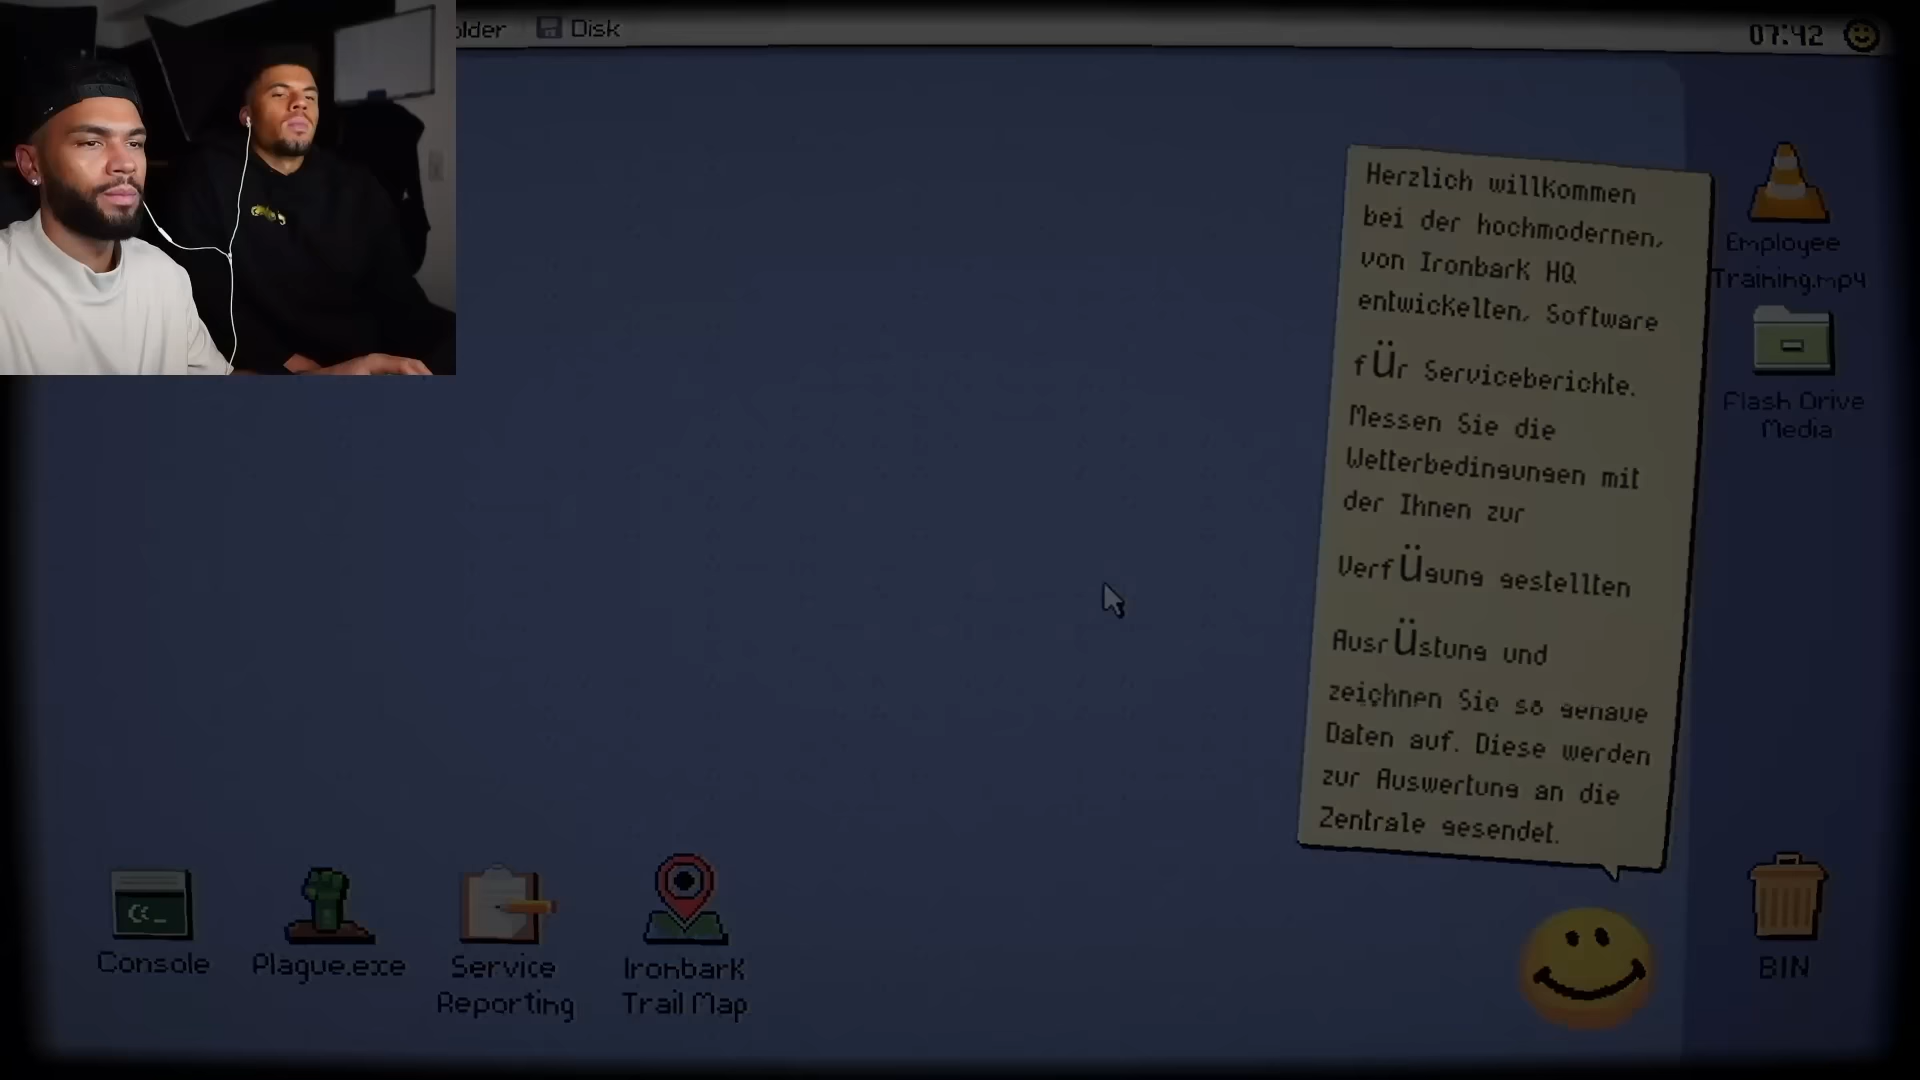 older
Disk
07:42
Herzlich willkommen
bei der hochmodernen,
von Ironbark HQ
entwickelten, Software
fÜr Serviceberichte.
Messen Sie die
Wetterbedingungen mit
der Ihnen zur
VerfÜgung gestellten
AusrÜstung und
zeichnen Sie so genaue
Daten auf. Diese werden
zur Auswertung an die
Zentrale gesendet.
Employee
Training.mp4
Flash Drive
Media
Console
Plague.exe
Service
Reporting
Ironbark
Trail Map
BIN